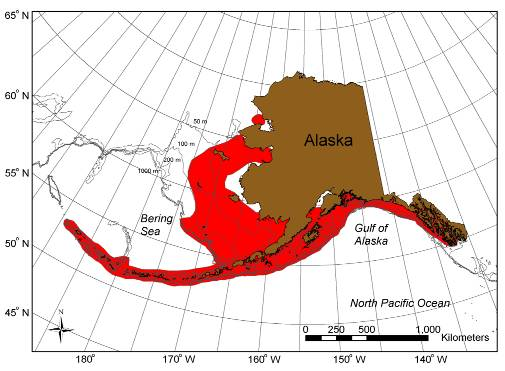 65° N
60° N
55° N
50° N
45° N
50 m
100 m
200 m
1000 m
Alaska
Bering
Sea
Gulf of
Alaska
North Pacific Ocean
N
0 250 500 1,000
Kilometers
180° 170° W 160° W 150° W 140° W